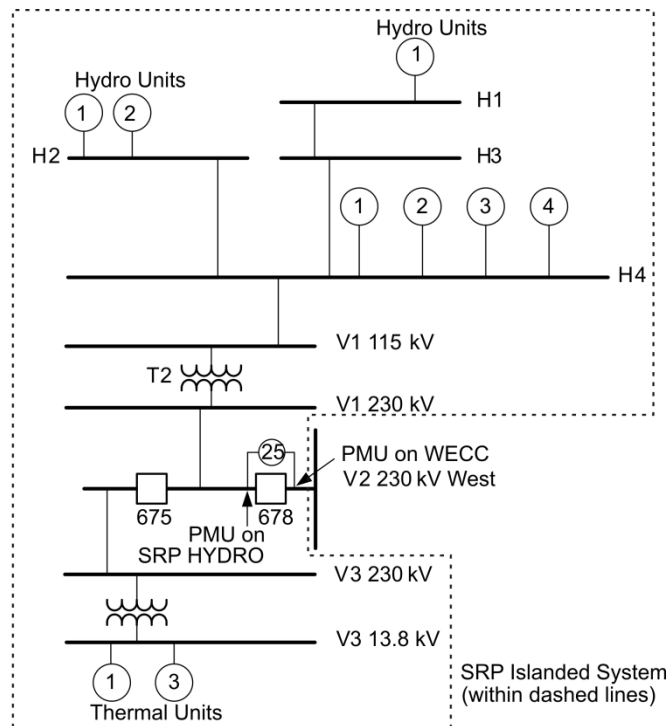 Hydro Units
1
H1
Hydro Units
1 2
H2
H3
1 2 3 4
H4
V1 115 kV
T2
V1 230 kV
25
PMU on WECC
V2 230 kV West
675
678
PMU on
SRP HYDRO
V3 230 kV
V3 13.8 kV
1 3
Thermal Units
SRP Islanded System
(within dashed lines)